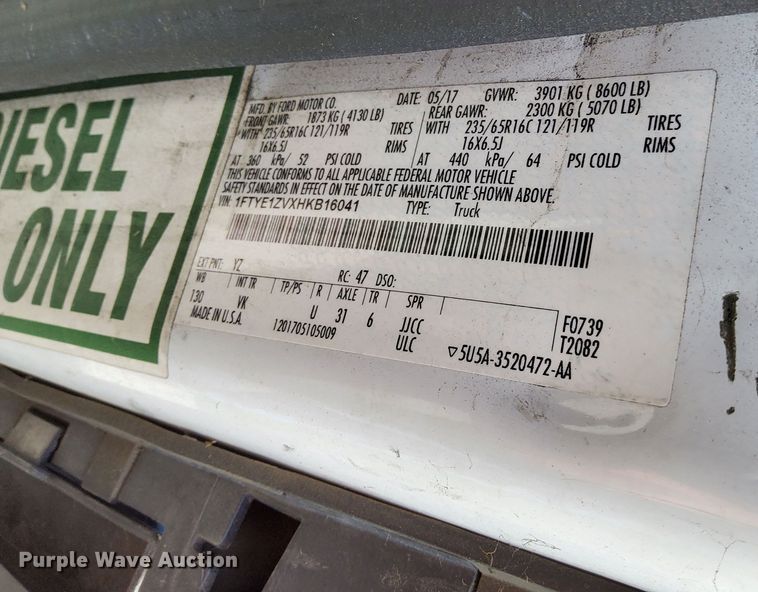 DIESEL
ONLY
MFD. BY FORD MOTOR CO. DATE: 05/17 GVWR: 3901 KG ( 8600 LB)
FRONT GAWR: 1873 KG ( 4130 LB) REAR GAWR: 2300 KG ( 5070 LB)
WITH 235/65R16C 121/119R TIRES WITH 235/65R16C 121/119R TIRES
16X6.5J RIMS 16X6.5J RIMS
AT 360 kPa/ 52 PSI COLD AT 440 kPa/ 64 PSI COLD
THIS VEHICLE CONFORMS TO ALL APPLICABLE FEDERAL MOTOR VEHICLE
SAFETY STANDARDS IN EFFECT ON THE DATE OF MANUFACTURE SHOWN ABOVE.
VIN: 1FTYE1ZVXHKB16041 TYPE: Truck
EXT PNT: YZ RC: 47 DSO:
WB INT TR TP/PS R AXLE TR SPR
130 VK U 31 6 JJCC F0739
MADE IN U.S.A. 1201705105009 ULC T2082
▽5U5A-3520472-AA
Purple Wave Auction